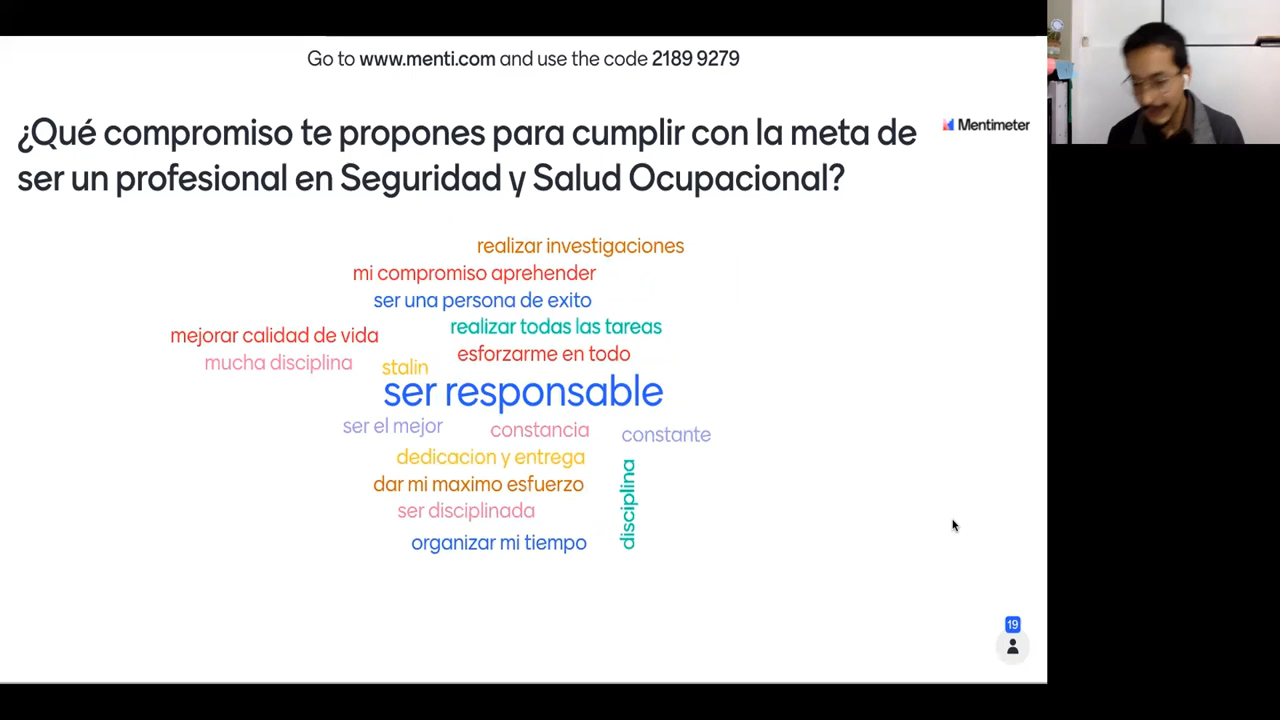 Go to www.menti.com and use the code 2189 9279
¿Qué compromiso te propones para cumplir con la meta de
ser un profesional en Seguridad y Salud Ocupacional?
Mentimeter
realizar investigaciones
mi compromiso aprehender
ser una persona de exito
realizar todas las tareas
mejorar calidad de vida
esforzarme en todo
mucha disciplina
stalin
ser responsable
ser el mejor
constancia
constante
dedicacion y entrega
dar mi maximo esfuerzo
disciplina
ser disciplinada
organizar mi tiempo
19